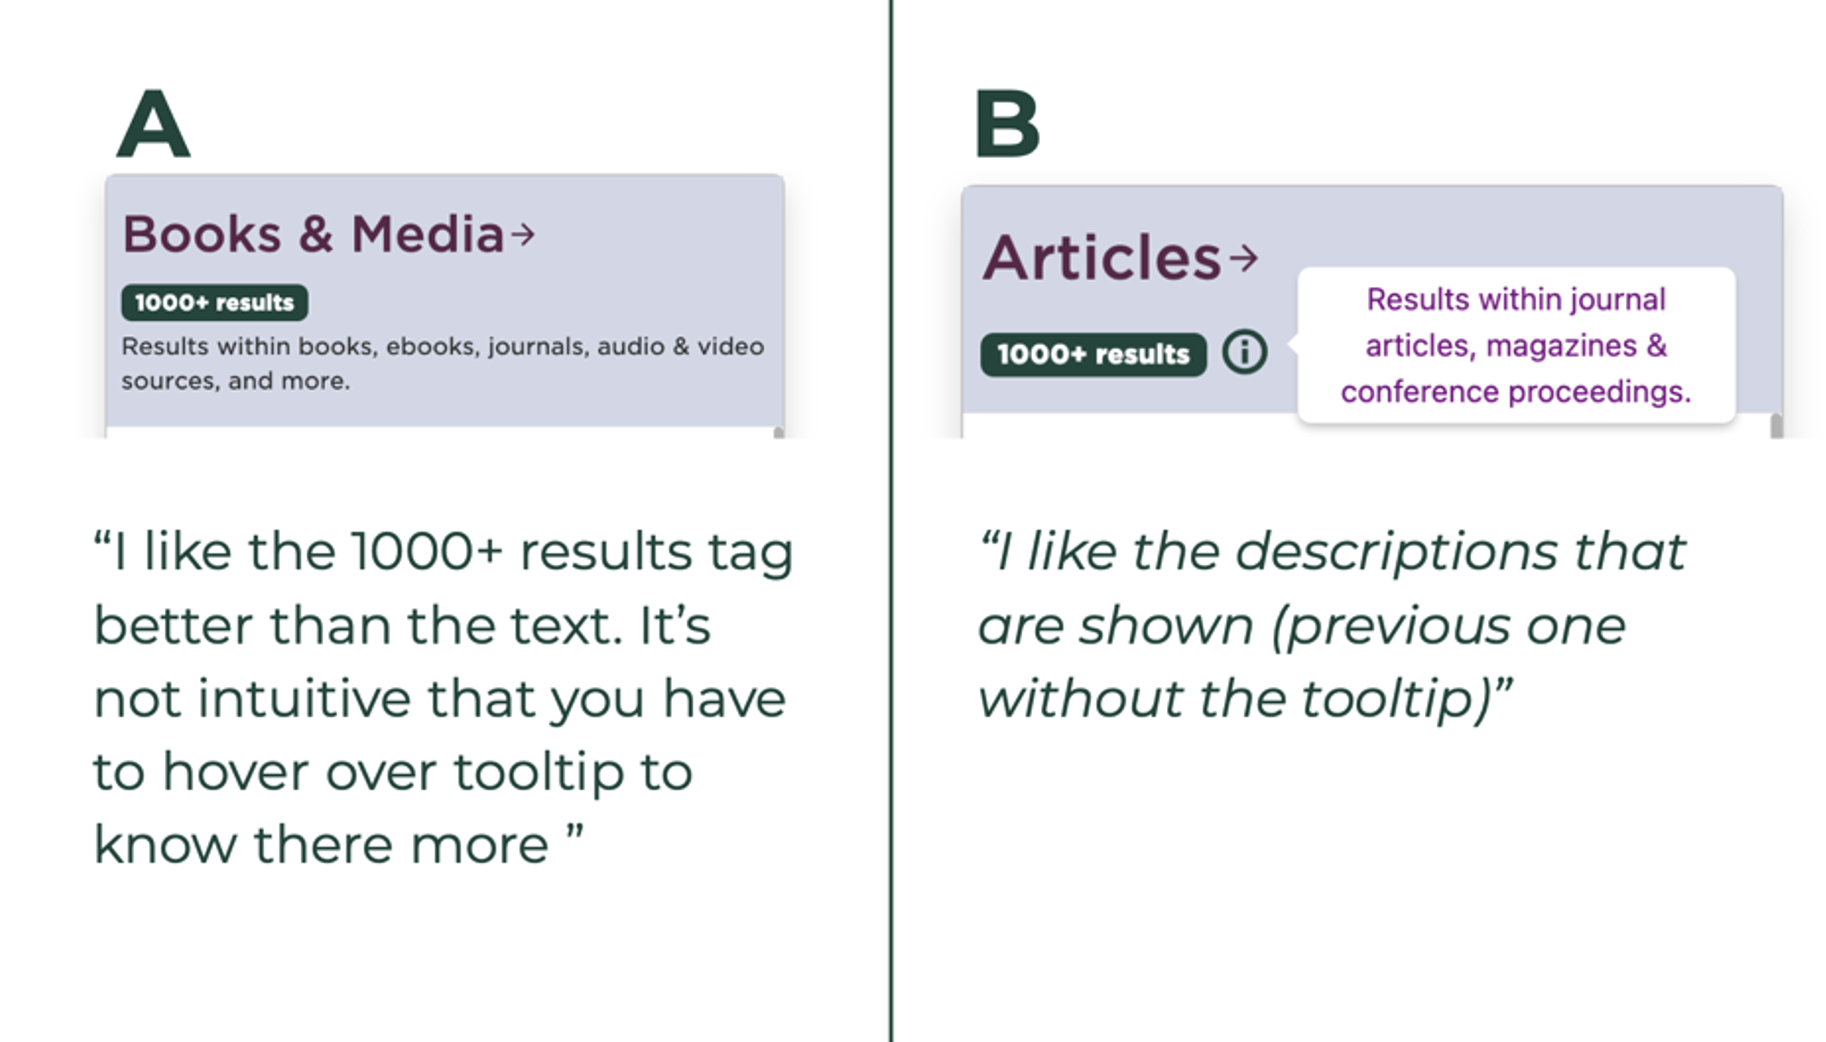 A
Books & Media→
1000+ results
Results within books, ebooks, journals, audio & video
sources, and more.
“I like the 1000+ results tag
better than the text. It’s
not intuitive that you have
to hover over tooltip to
know there more ”
B
Articles→
1000+ results
Results within journal
articles, magazines &
conference proceedings.
“I like the descriptions that
are shown (previous one
without the tooltip)”